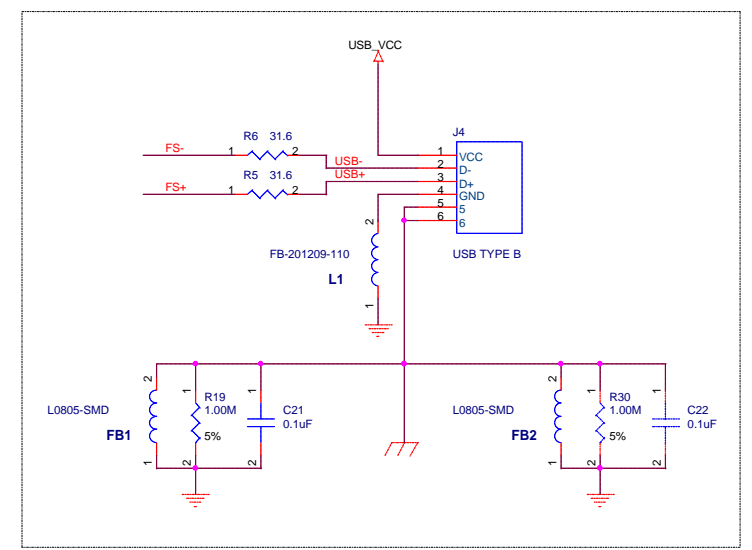 USB_VCC
J4
R6 31.6
FS- 1 2 USB- 1 VCC
2 D-
R5 31.6 USB+ 3 D+
FS+ 1 2 4 GND
5 5
6 6
2
FB-201209-110 USB TYPE B
L1
1
2 1 1 2 1 1
R19 R30
L0805-SMD 1.00M C21 L0805-SMD 1.00M C22
0.1uF 0.1uF
FB1 5% FB2 5%
1 2 2 1 2 2